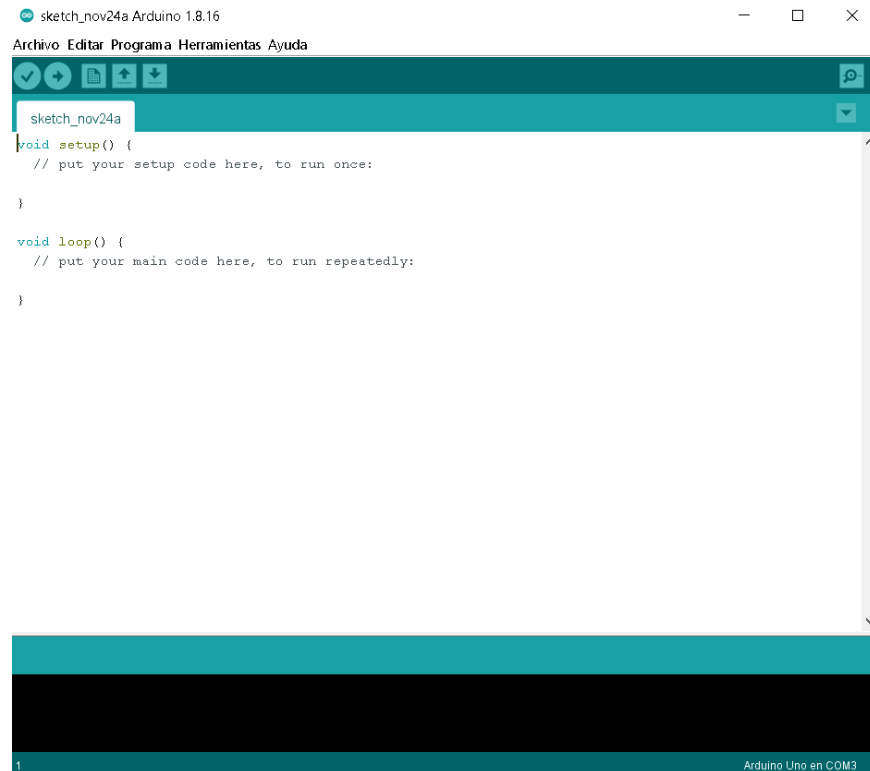 sketch_nov24a Arduino 1.8.16
Archivo Editar Programa Herramientas Ayuda
sketch_nov24a
void setup() {
  // put your setup code here, to run once:
}
void loop() {
  // put your main code here, to run repeatedly:
}
1 Arduino Uno en COM3